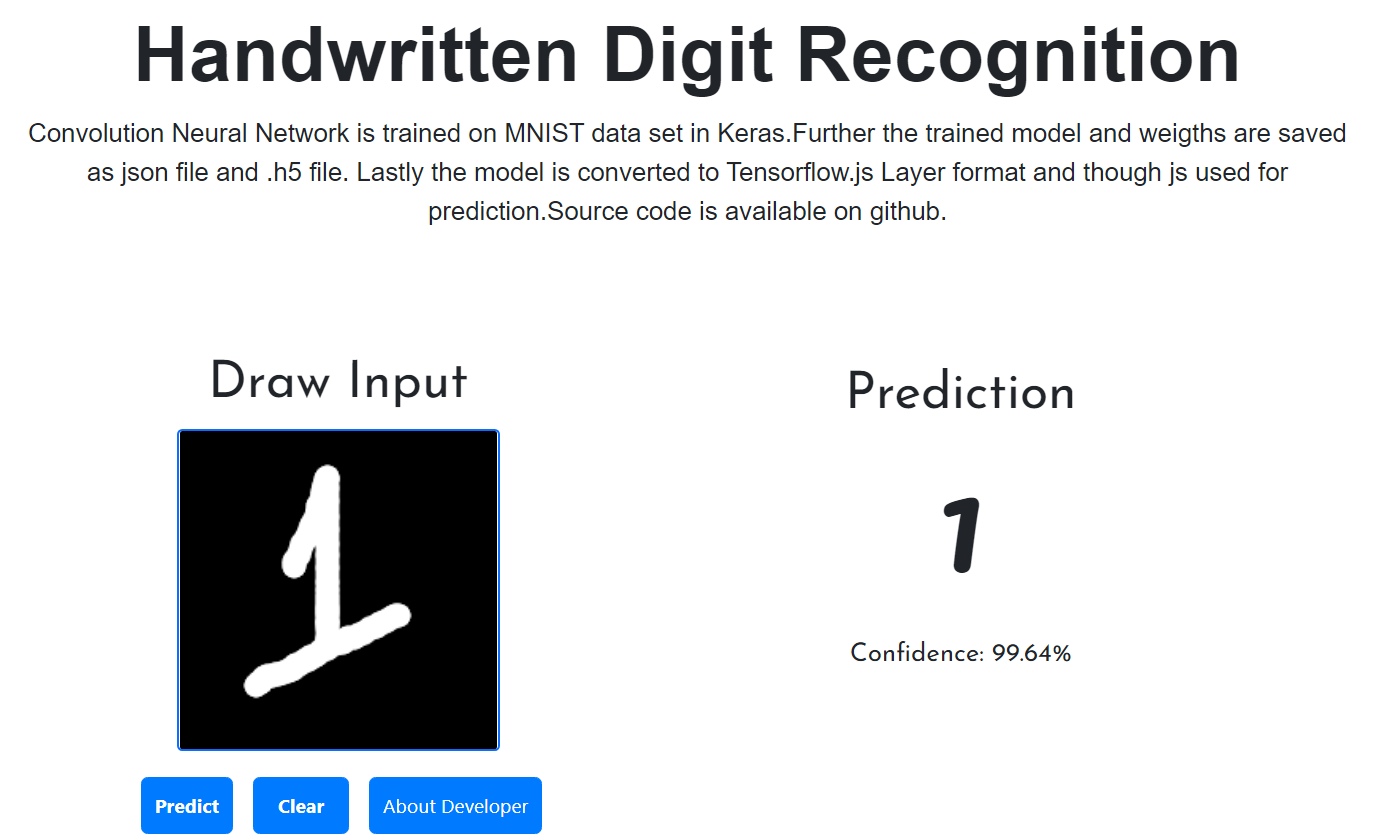 Handwritten Digit Recognition
Convolution Neural Network is trained on MNIST data set in Keras.Further the trained model and weigths are saved
as json file and .h5 file. Lastly the model is converted to Tensorflow.js Layer format and though js used for
prediction.Source code is available on github.
Draw Input
1
Predict Clear About Developer
Prediction
1
Confidence: 99.64%